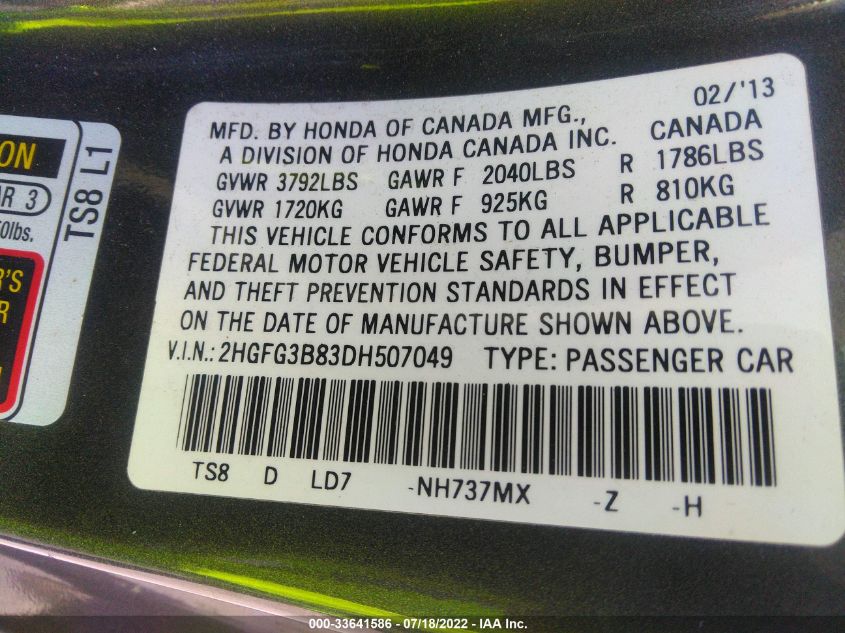 ON
R 3
0lbs.
TS8 L1
R'S
R
02/'13
MFD. BY HONDA OF CANADA MFG., CANADA
A DIVISION OF HONDA CANADA INC.
GVWR 3792LBS GAWR F 2040LBS R 1786LBS
GVWR 1720KG GAWR F 925KG R 810KG
THIS VEHICLE CONFORMS TO ALL APPLICABLE
FEDERAL MOTOR VEHICLE SAFETY, BUMPER,
AND THEFT PREVENTION STANDARDS IN EFFECT
ON THE DATE OF MANUFACTURE SHOWN ABOVE.
V.I.N.: 2HGFG3B83DH507049 TYPE: PASSENGER CAR
TS8 D LD7 -NH737MX -Z -H
000-33641586 - 07/18/2022 - IAA Inc.